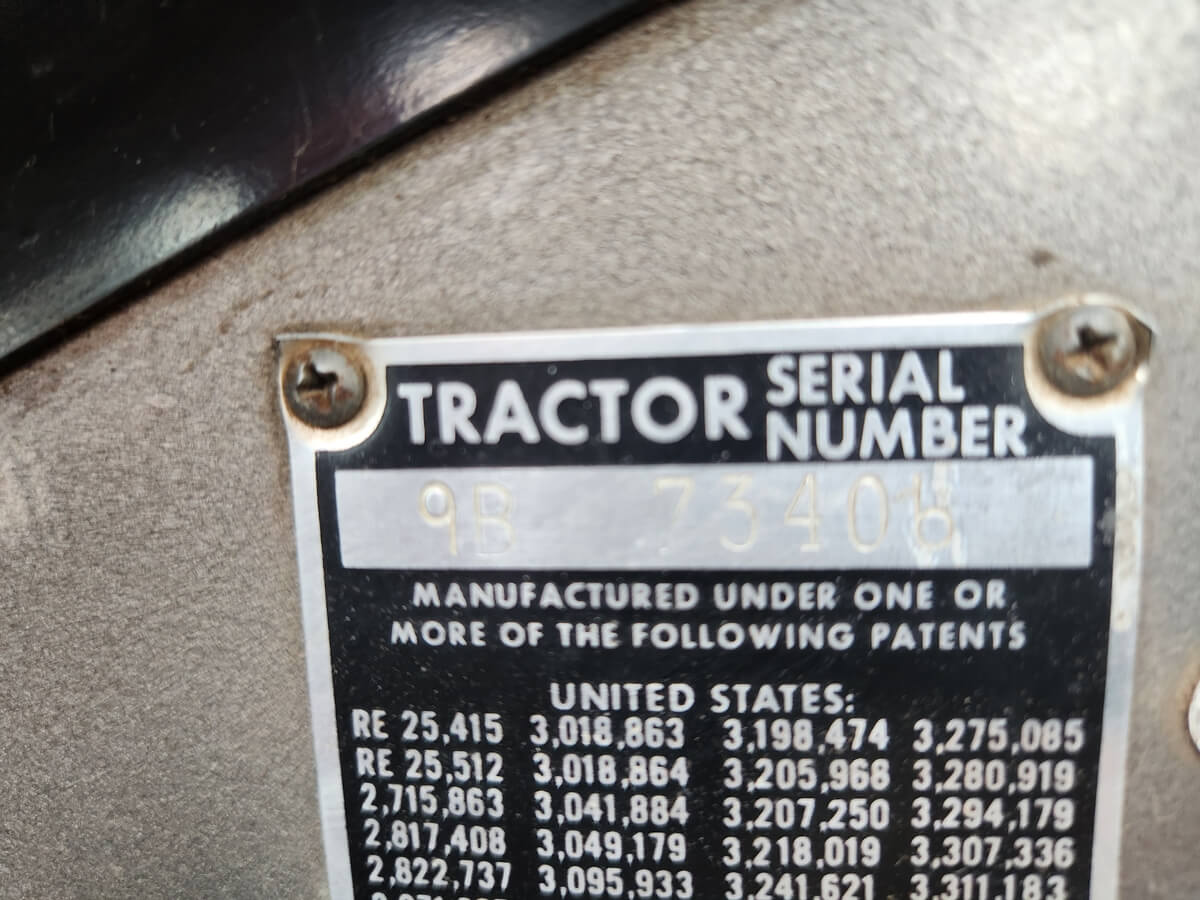 TRACTOR SERIAL NUMBER
9B 73408
MANUFACTURED UNDER ONE OR
MORE OF THE FOLLOWING PATENTS
UNITED STATES:
RE 25,415 3,018,863 3,198,474 3,275,085
RE 25,512 3,018,864 3,205,968 3,280,919
2,715,863 3,041,884 3,207,250 3,294,179
2,817,408 3,049,179 3,218,019 3,307,336
2,822,737 3,095,933 3,241,621 3,311,183